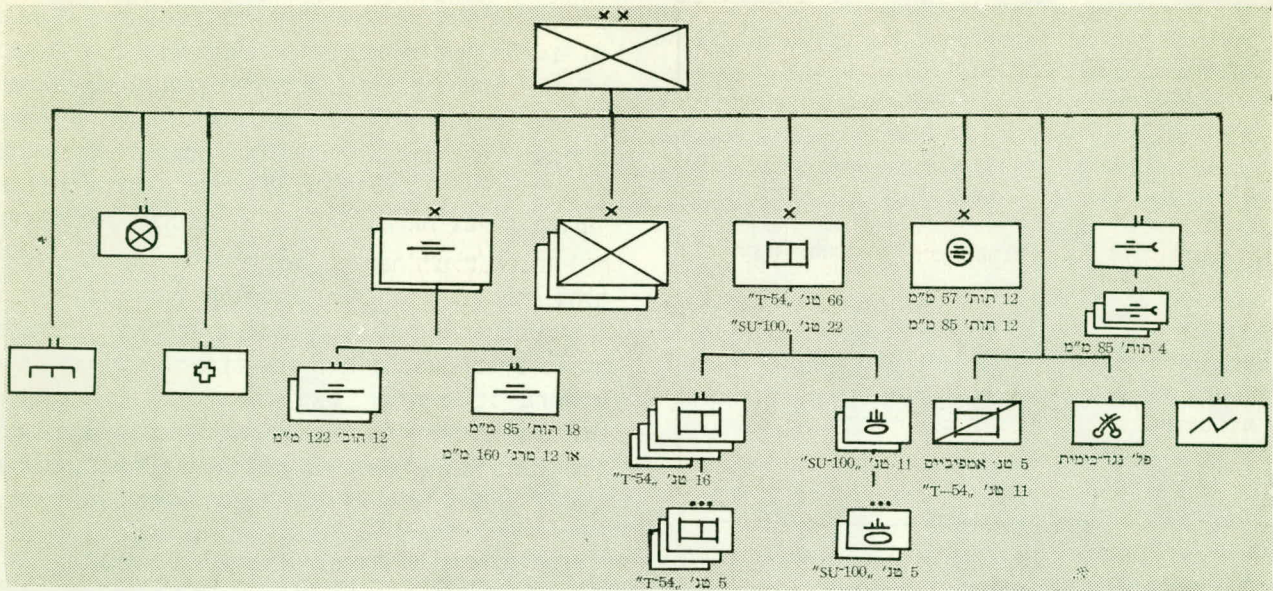 66 טנ' „T-54"
22 טנ' „SU-100"
12 תות' 57 מ"מ
12 תות' 85 מ"מ
4 תות' 85 מ"מ
12 הוב' 122 מ"מ
18 תות' 85 מ"מ
או 12 מרג' 160 מ"מ
16 טנ' „T-54"
11 טנ' „SU-100"
5 טנ' אמפיביים
11 טנ' „T—54"
פל' נגד-כימית
5 טנ' „T-54"
5 טנ' „SU-100"